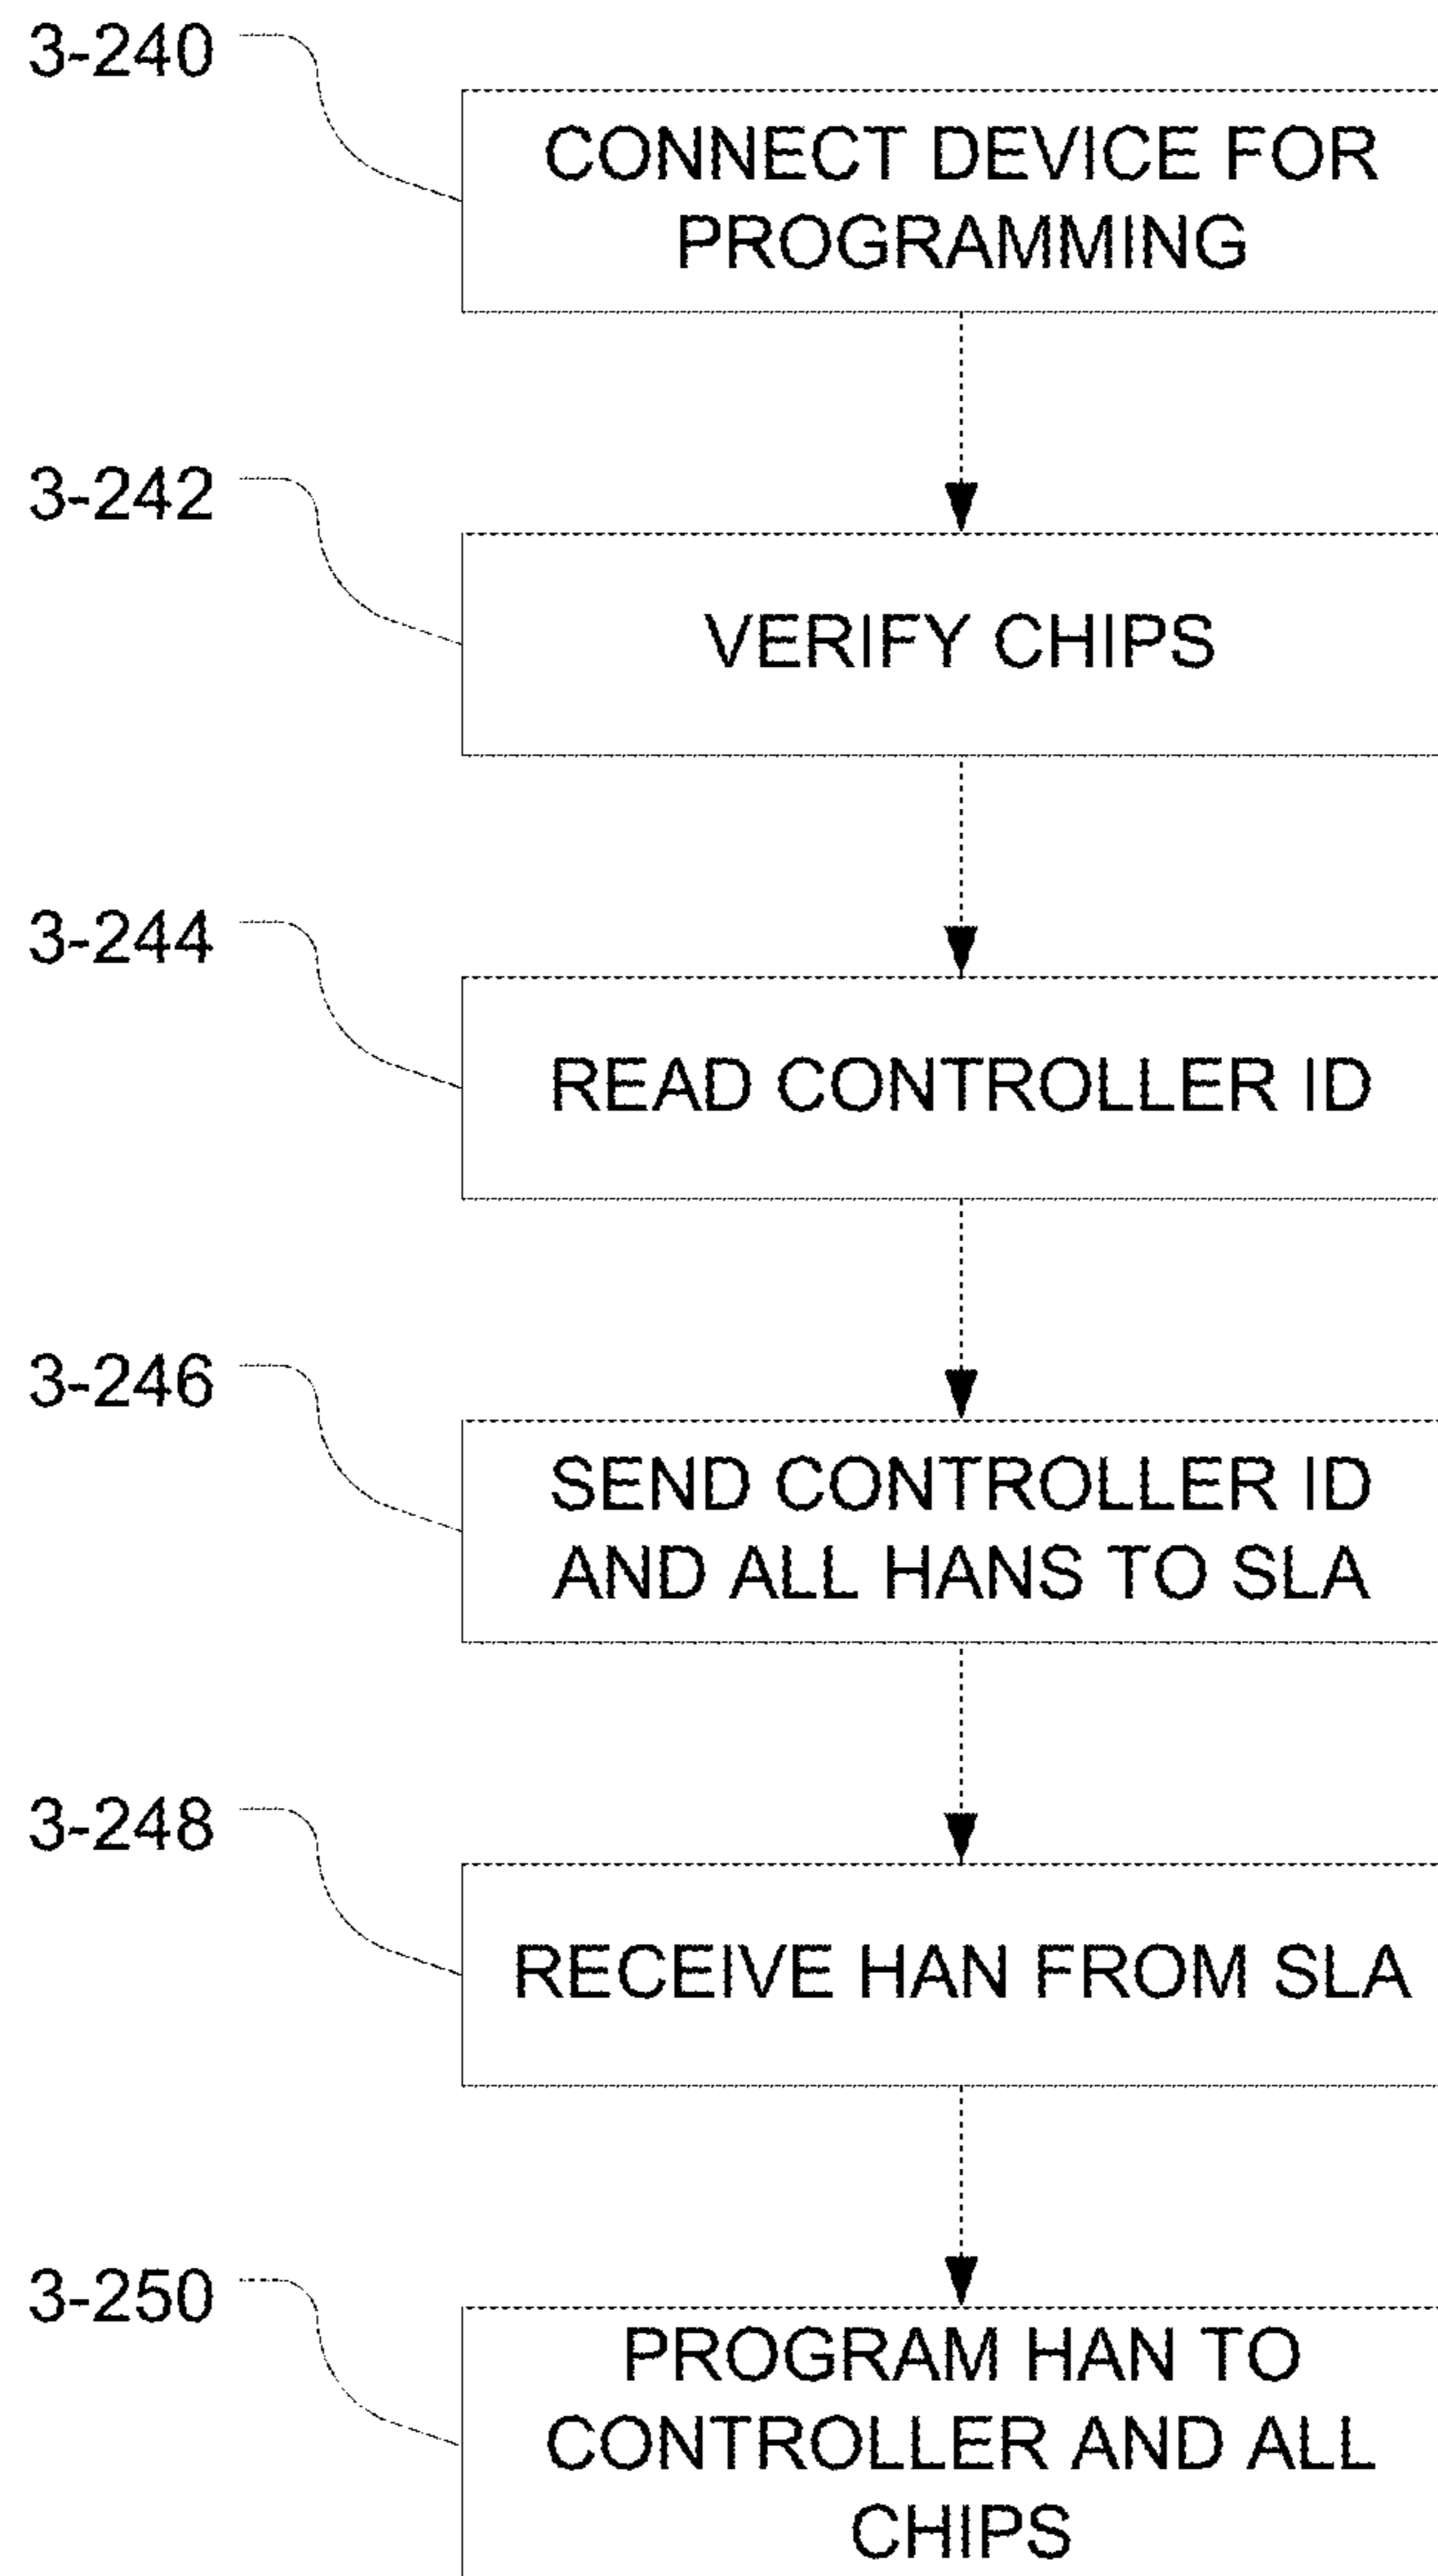 3-240
CONNECT DEVICE FOR
PROGRAMMING
3-242
VERIFY CHIPS
3-244
READ CONTROLLER ID
3-246
SEND CONTROLLER ID
AND ALL HANS TO SLA
3-248
RECEIVE HAN FROM SLA
3-250
PROGRAM HAN TO
CONTROLLER AND ALL
CHIPS